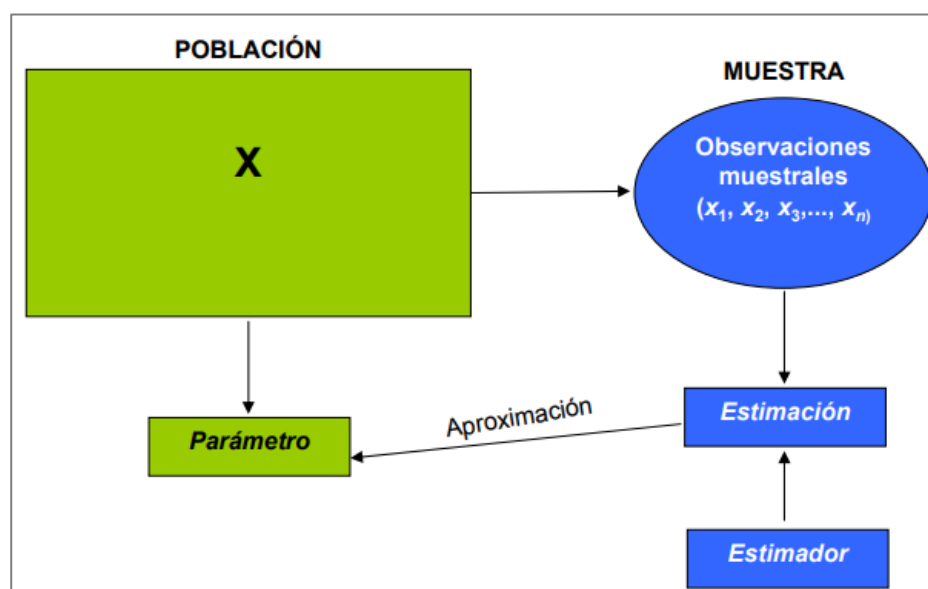 POBLACIÓN
X
MUESTRA
Observaciones
muestrales
(x₁, x₂, x₃,..., xₙ)
Parámetro
Aproximación
Estimación
Estimador